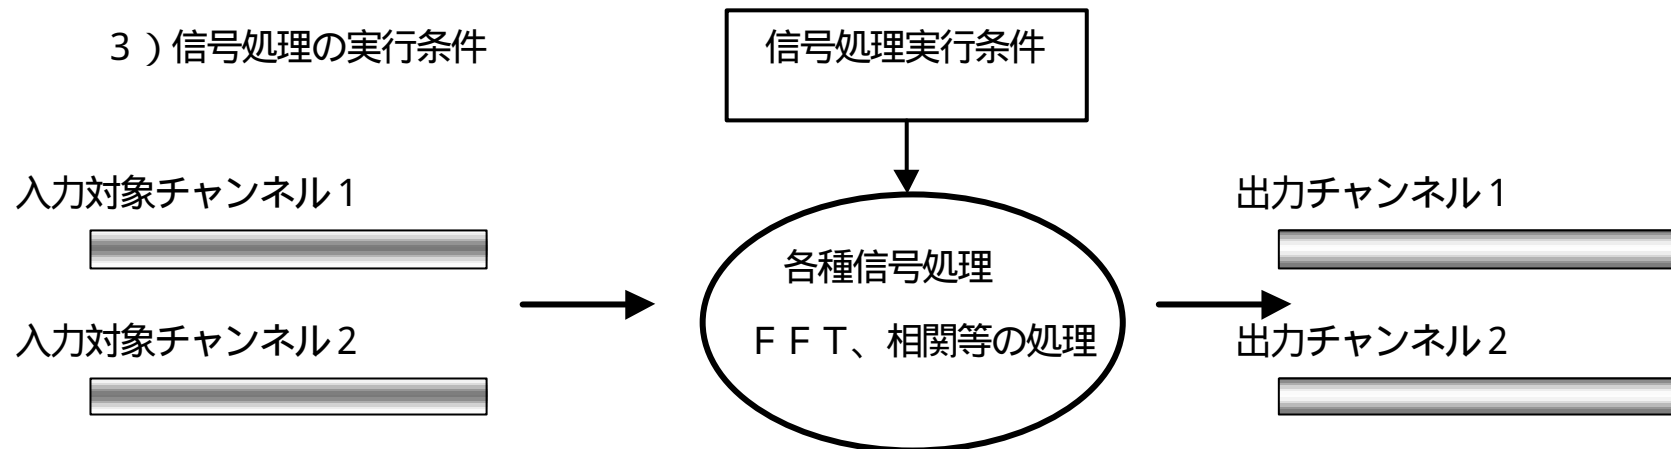 3）信号処理の実行条件
信号処理実行条件
入力対象チャンネル1
出力チャンネル1
各種信号処理
ＦＦＴ、相関等の処理
入力対象チャンネル2
出力チャンネル2